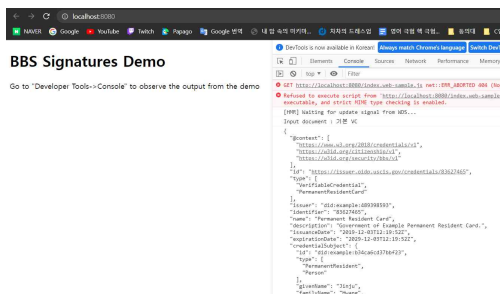 localhost:8080
NAVER
Google
YouTube
Twitch
Papago
Google 번역
DevTools is now available in Korean!
Always match Chrome's language
Switch DevT
Elements
Console
Sources
Network
Performance
Memory
top
Filter
BBS Signatures Demo
Go to "Developer Tools->Console" to observe the output from the demo
GET http://localhost:8080/index.web-sample.js net::ERR_ABORTED 404 (No
Refused to execute script from 'http://localhost:8080/index.web-sample
executable, and strict MIME type checking is enabled.
[HMR] Waiting for update signal from WDS...
Input document : 기본 VC
{
"@context": [
"https://www.w3.org/2018/credentials/v1",
"https://w3id.org/citizenship/v1",
"https://w3id.org/security/bbs/v1"
],
"id": "https://issuer.oidp.uscis.gov/credentials/83627465",
"type": [
"VerifiableCredential",
"PermanentResidentCard"
],
"issuer": "did:example:489398593",
"identifier": "83627465",
"name": "Permanent Resident Card",
"description": "Government of Example Permanent Resident Card.",
"issuanceDate": "2019-12-03T12:19:52Z",
"expirationDate": "2029-12-03T12:19:52Z",
"credentialSubject": {
"id": "did:example:b34ca6cd37bbf23",
"type": [
"PermanentResident",
"Person"
],
"givenName": "Jinju",